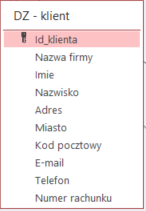 DZ - klient
Id_klienta
Nazwa firmy
Imie
Nazwisko
Adres
Miasto
Kod pocztowy
E-mail
Telefon
Numer rachunku